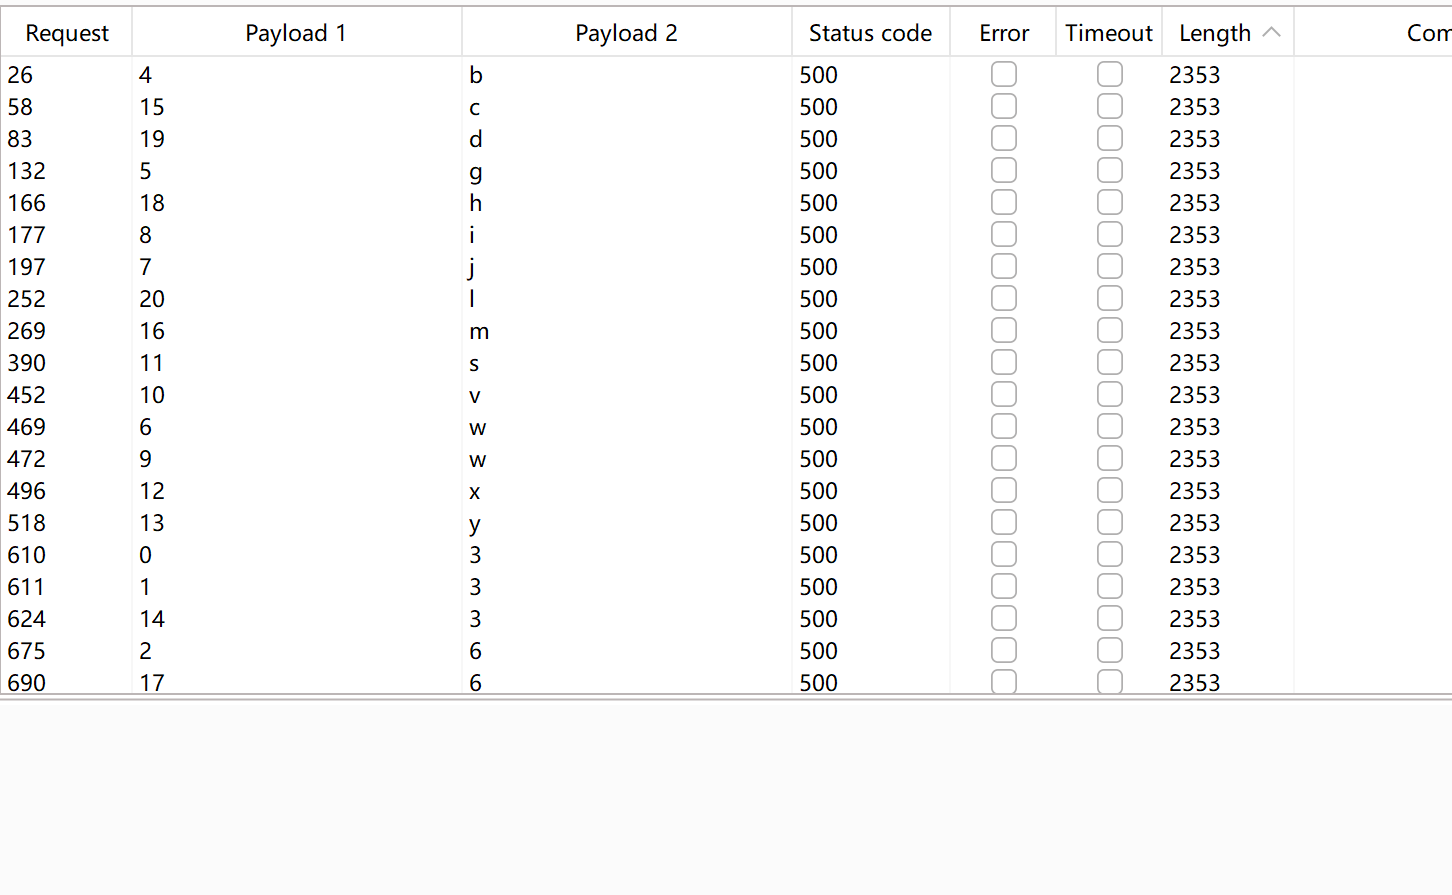 Request Payload 1 Payload 2 Status code Error Timeout Length Com
26 4 b 500 2353
58 15 c 500 2353
83 19 d 500 2353
132 5 g 500 2353
166 18 h 500 2353
177 8 i 500 2353
197 7 j 500 2353
252 20 l 500 2353
269 16 m 500 2353
390 11 s 500 2353
452 10 v 500 2353
469 6 w 500 2353
472 9 w 500 2353
496 12 x 500 2353
518 13 y 500 2353
610 0 3 500 2353
611 1 3 500 2353
624 14 3 500 2353
675 2 6 500 2353
690 17 6 500 2353